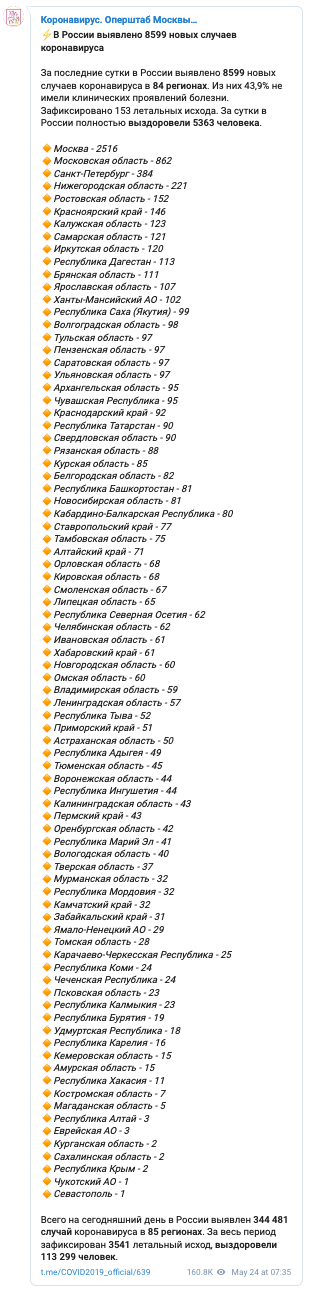 Коронавирус. Оперштаб Москвы...
⚡В России выявлено 8599 новых случаев
коронавируса
За последние сутки в России выявлено 8599 новых
случаев коронавируса в 84 регионах. Из них 43,9% не
имели клинических проявлений болезни.
Зафиксировано 153 летальных исхода. За сутки в
России полностью выздоровели 5363 человека.
🔸Москва - 2516
🔸Московская область - 862
🔸Санкт-Петербург - 384
🔸Нижегородская область - 221
🔸Ростовская область - 152
🔸Красноярский край - 146
🔸Калужская область - 123
🔸Самарская область - 121
🔸Иркутская область - 120
🔸Республика Дагестан - 113
🔸Брянская область - 111
🔸Ярославская область - 107
🔸Ханты-Мансийский АО - 102
🔸Республика Саха (Якутия) - 99
🔸Волгоградская область - 98
🔸Тульская область - 97
🔸Пензенская область - 97
🔸Саратовская область - 97
🔸Ульяновская область - 97
🔸Архангельская область - 95
🔸Чувашская Республика - 95
🔸Краснодарский край - 92
🔸Республика Татарстан - 90
🔸Свердловская область - 90
🔸Рязанская область - 88
🔸Курская область - 85
🔸Белгородская область - 82
🔸Республика Башкортостан - 81
🔸Новосибирская область - 81
🔸Кабардино-Балкарская Республика - 80
🔸Ставропольский край - 77
🔸Тамбовская область - 75
🔸Алтайский край - 71
🔸Орловская область - 68
🔸Кировская область - 68
🔸Смоленская область - 67
🔸Липецкая область - 65
🔸Республика Северная Осетия - 62
🔸Челябинская область - 62
🔸Ивановская область - 61
🔸Хабаровский край - 61
🔸Новгородская область - 60
🔸Омская область - 60
🔸Владимирская область - 59
🔸Ленинградская область - 57
🔸Республика Тыва - 52
🔸Приморский край - 51
🔸Астраханская область - 50
🔸Республика Адыгея - 49
🔸Тюменская область - 45
🔸Воронежская область - 44
🔸Республика Ингушетия - 44
🔸Калининградская область - 43
🔸Пермский край - 43
🔸Оренбургская область - 42
🔸Республика Марий Эл - 41
🔸Вологодская область - 40
🔸Тверская область - 37
🔸Мурманская область - 32
🔸Республика Мордовия - 32
🔸Камчатский край - 32
🔸Забайкальский край - 31
🔸Ямало-Ненецкий АО - 29
🔸Томская область - 28
🔸Карачаево-Черкесская Республика - 25
🔸Республика Коми - 24
🔸Чеченская Республика - 24
🔸Псковская область - 23
🔸Республика Калмыкия - 23
🔸Республика Бурятия - 19
🔸Удмуртская Республика - 18
🔸Республика Карелия - 16
🔸Кемеровская область - 15
🔸Амурская область - 15
🔸Республика Хакасия - 11
🔸Костромская область - 7
🔸Магаданская область - 5
🔸Республика Алтай - 3
🔸Еврейская АО - 3
🔸Курганская область - 2
🔸Сахалинская область - 2
🔸Республика Крым - 2
🔸Чукотский АО - 1
🔸Севастополь - 1
Всего на сегодняшний день в России выявлен 344 481
случай коронавируса в 85 регионах. За весь период
зафиксирован 3541 летальный исход, выздоровели
113 299 человек.
t.me/COVID2019_official/639 160.8K May 24 at 07:35